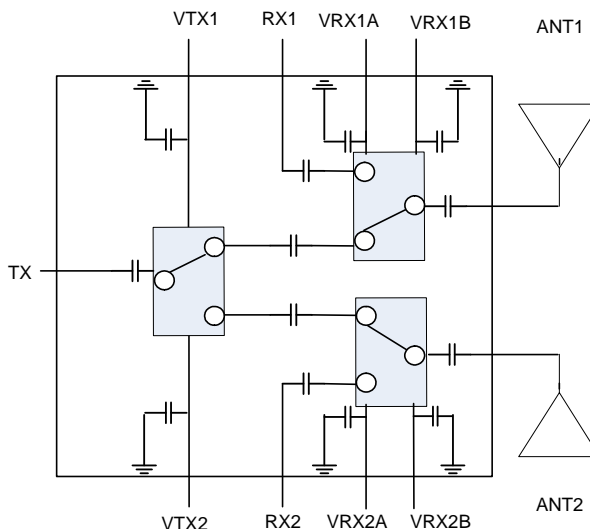 VTX1 RX1 VRX1A VRX1B ANT1
TX
VTX2 RX2 VRX2A VRX2B ANT2